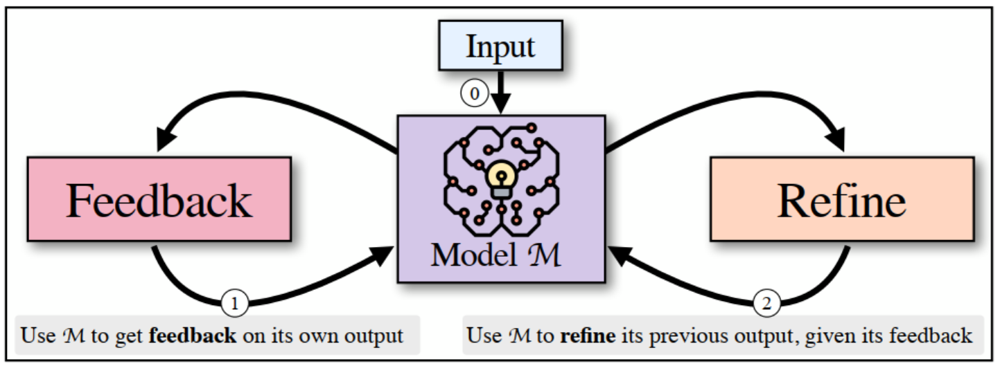 Input
0
Feedback
Model ℳ
Refine
1
2
Use ℳ to get feedback on its own output
Use ℳ to refine its previous output, given its feedback